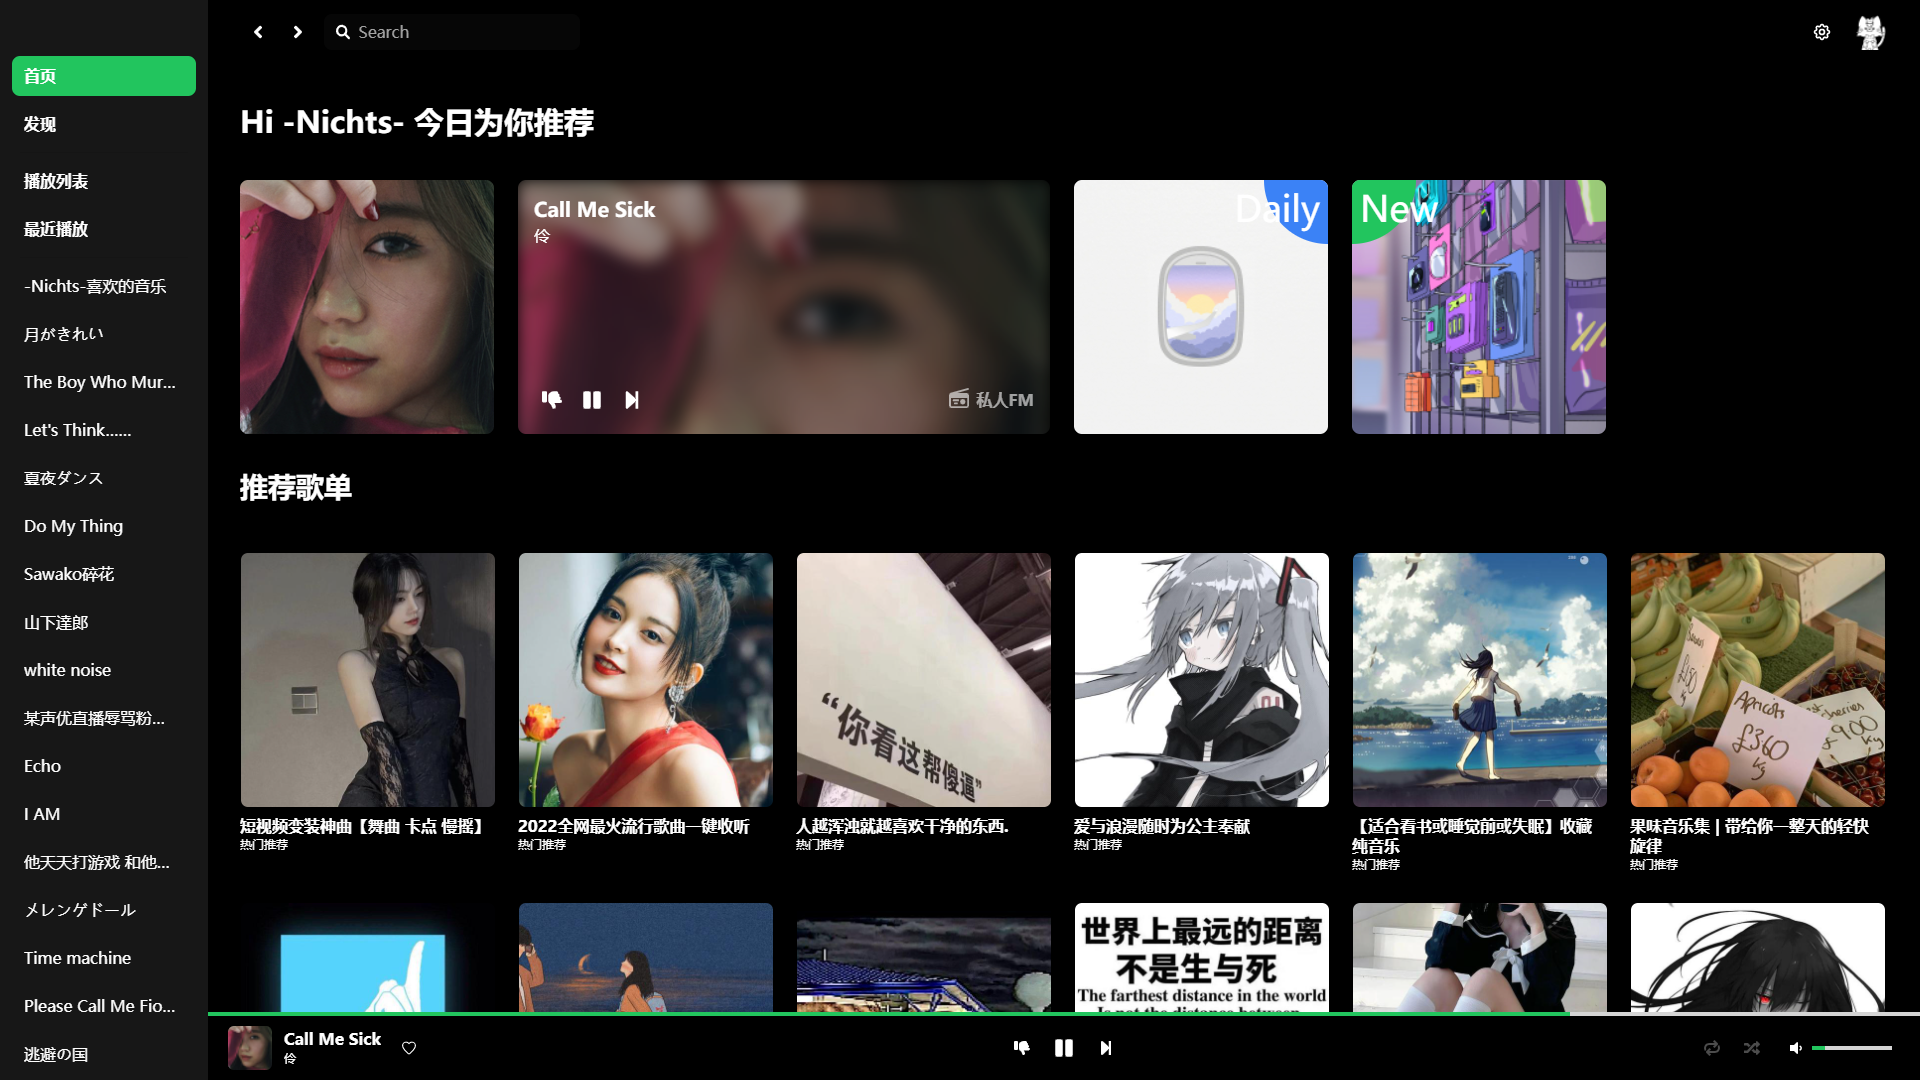 首页
发现
播放列表
最近播放
-Nichts-喜欢的音乐
月がきれい
The Boy Who Mur...
Let's Think......
夏夜ダンス
Do My Thing
Sawako碎花
山下達郎
white noise
某声优直播辱骂粉...
Echo
I AM
他天天打游戏 和他...
メレンゲドール
Time machine
Please Call Me Fio...
逃避の国
Search
Hi -Nichts- 今日为你推荐
Call Me Sick
伶
私人FM
Daily
New
推荐歌单
“你看这帮傻逼”
Apricots
£360
kg
短视频变装神曲【舞曲 卡点 慢摇】
热门推荐
2022全网最火流行歌曲一键收听
热门推荐
人越浑浊就越喜欢干净的东西.
热门推荐
爱与浪漫随时为公主奉献
热门推荐
【适合看书或睡觉前或失眠】收藏
纯音乐
热门推荐
果味音乐集 | 带给你一整天的轻快
旋律
热门推荐
世界上最远的距离
不是生与死
The farthest distance in the world
Call Me Sick
伶